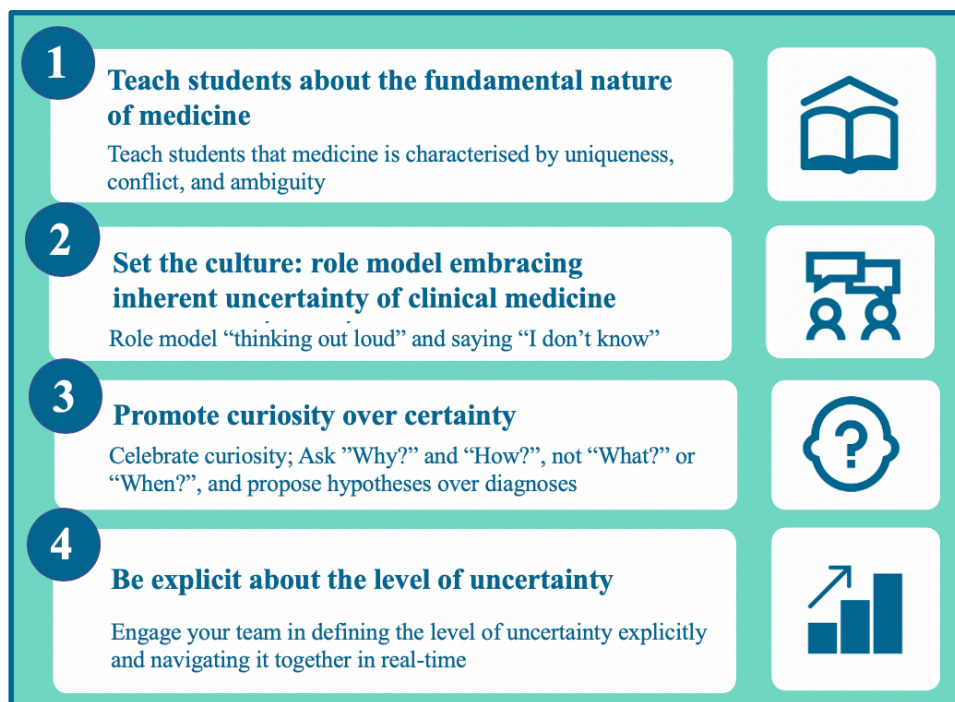 1
Teach students about the fundamental nature
of medicine
Teach students that medicine is characterised by uniqueness,
conflict, and ambiguity
2
Set the culture: role model embracing
inherent uncertainty of clinical medicine
Role model “thinking out loud” and saying “I don’t know”
3
Promote curiosity over certainty
Celebrate curiosity; Ask ”Why?” and “How?”, not “What?” or
“When?”, and propose hypotheses over diagnoses
4
Be explicit about the level of uncertainty
Engage your team in defining the level of uncertainty explicitly
and navigating it together in real-time
?